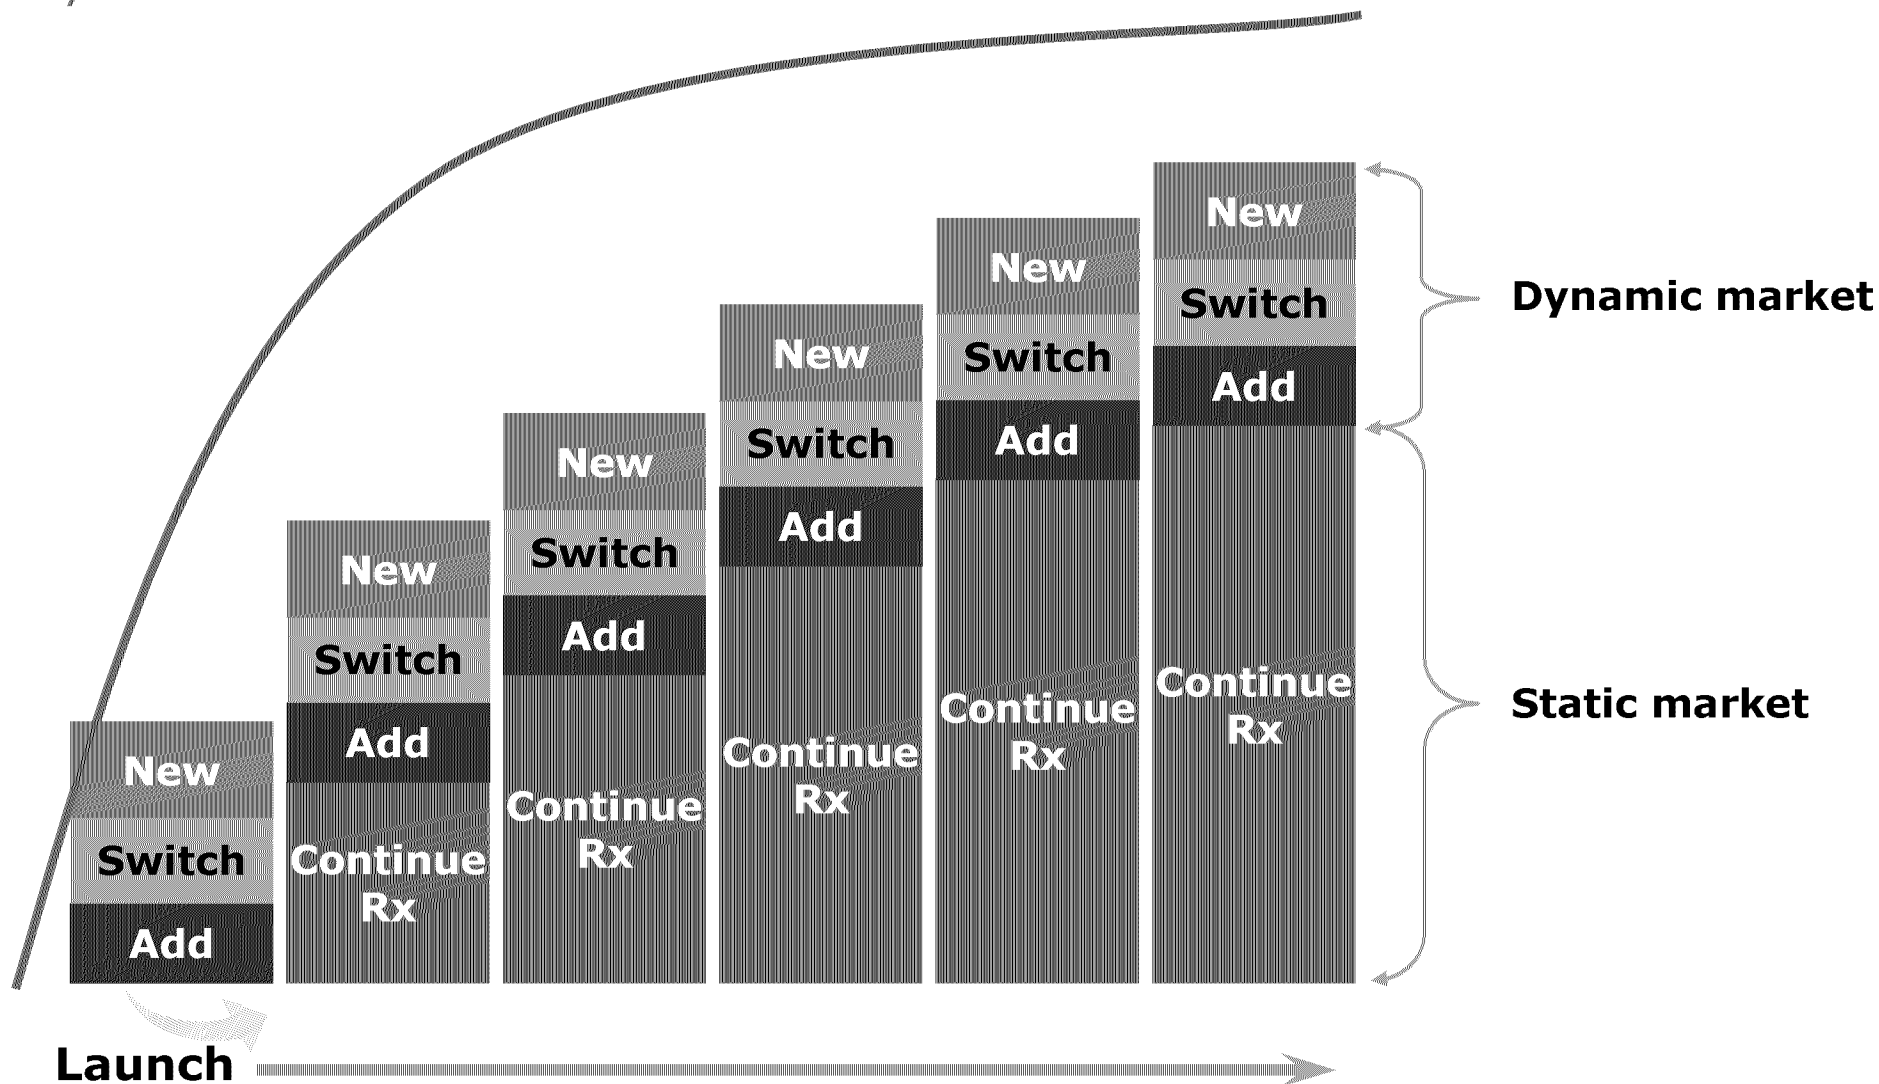 New
Switch
Add
New
Switch
Add
Continue
Rx
New
Switch
Add
Continue
Rx
New
Switch
Add
Continue
Rx
New
Switch
Add
Continue
Rx
New
Switch
Add
Continue
Rx
Dynamic market
Static market
Launch